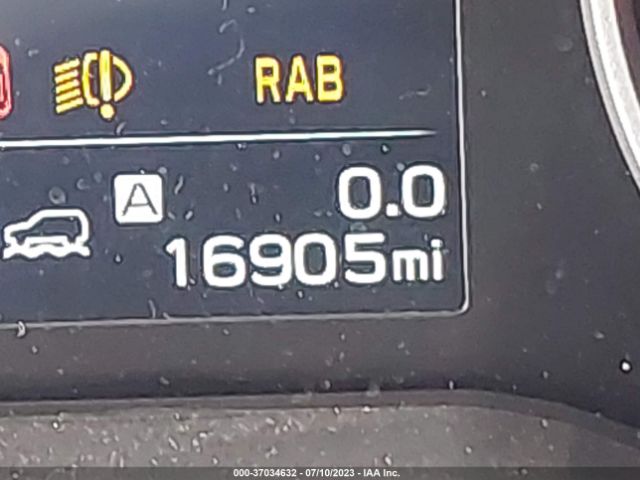 RAB
A 0.0
16905mi
000-37034632 - 07/10/2023 - IAA Inc.